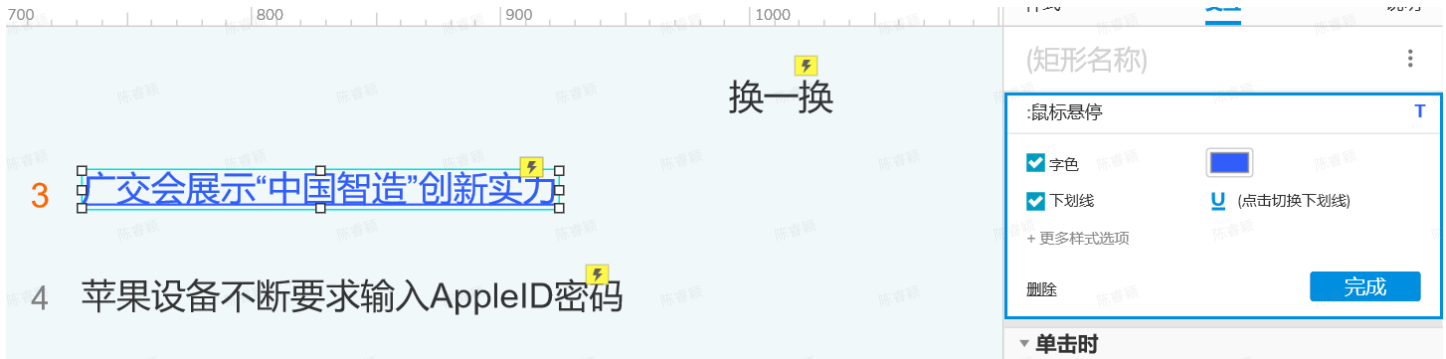 700 800 900 1000
换一换
3 广交会展示“中国智造”创新实力
4 苹果设备不断要求输入AppleID密码
(矩形名称)
:鼠标悬停 T
字色
下划线 U (点击切换下划线)
+ 更多样式选项
删除 完成
单击时
陈睿颖